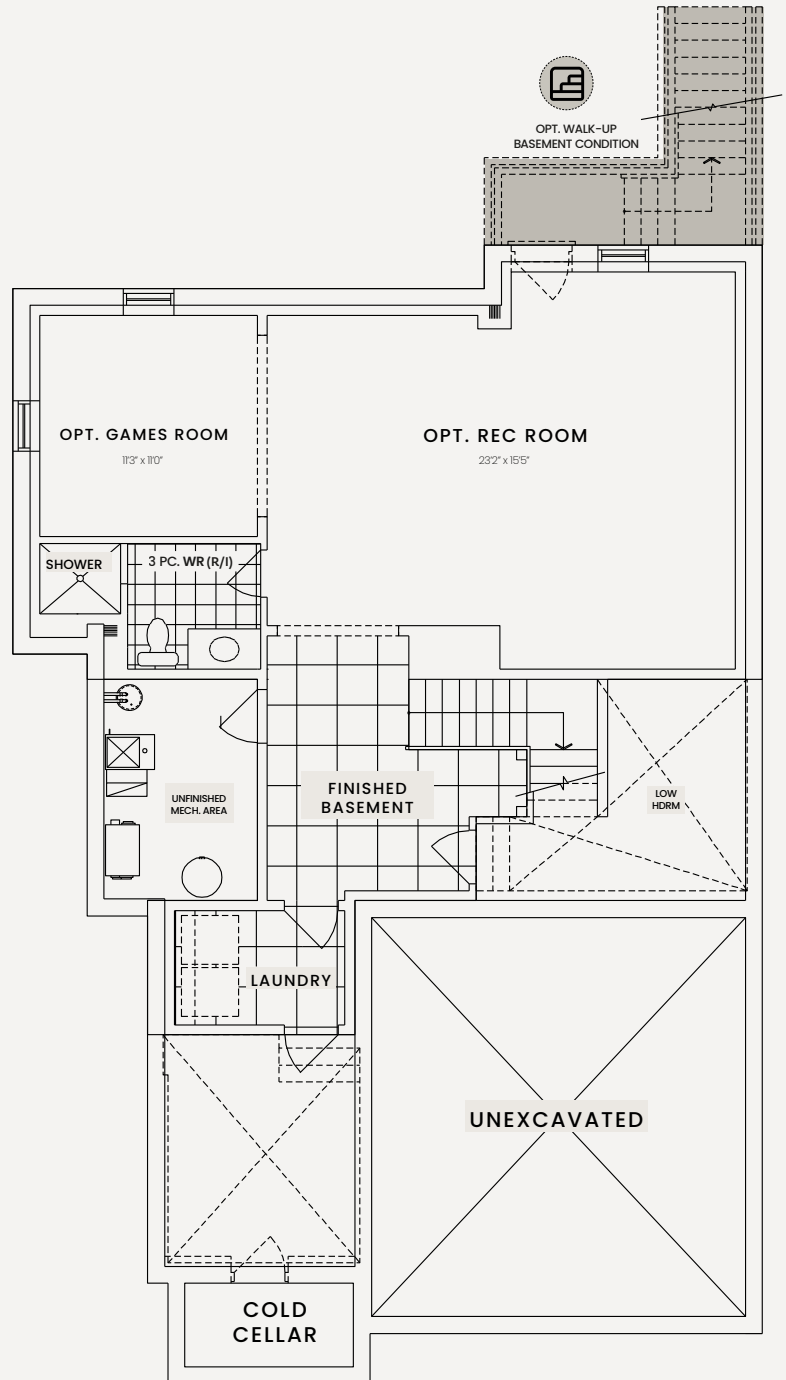 OPT. WALK-UP
BASEMENT CONDITION
OPT. GAMES ROOM
11'3" x 11'0"
OPT. REC ROOM
23'2" x 15'5"
SHOWER
3 PC. WR (R/I)
UNFINISHED
MECH. AREA
FINISHED
BASEMENT
LOW
HDRM
LAUNDRY
UNEXCAVATED
COLD
CELLAR